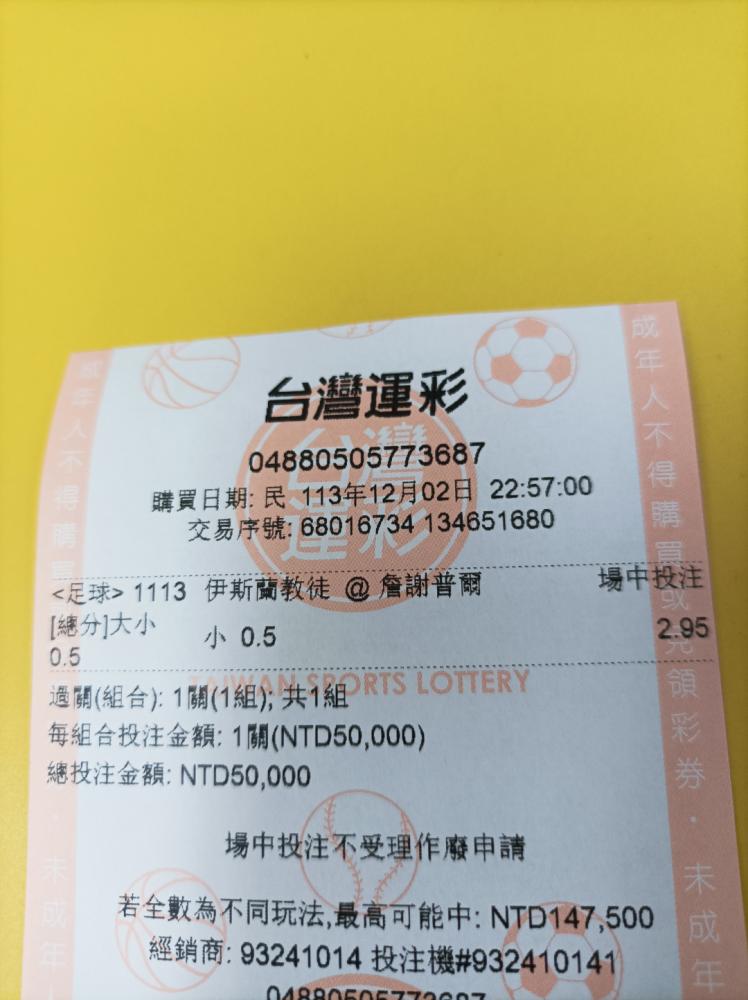 台灣運彩
04880505773687
購買日期: 民 113年12月02日 22:57:00
交易序號: 68016734 134651680
<足球> 1113 伊斯蘭教徒 @ 詹謝普爾 場中投注
[總分]大小 小 0.5 2.95
0.5
TAIWAN SPORTS LOTTERY
過關(組合): 1關(1組); 共1組
每組合投注金額: 1關(NTD50,000)
總投注金額: NTD50,000
場中投注不受理作廢申請
若全數為不同玩法,最高可能中: NTD147,500
經銷商: 93241014 投注機#932410141
04880505773687
成年人不得購買或兌領彩券・未成年
成年人不得購
未成年人
台灣運彩